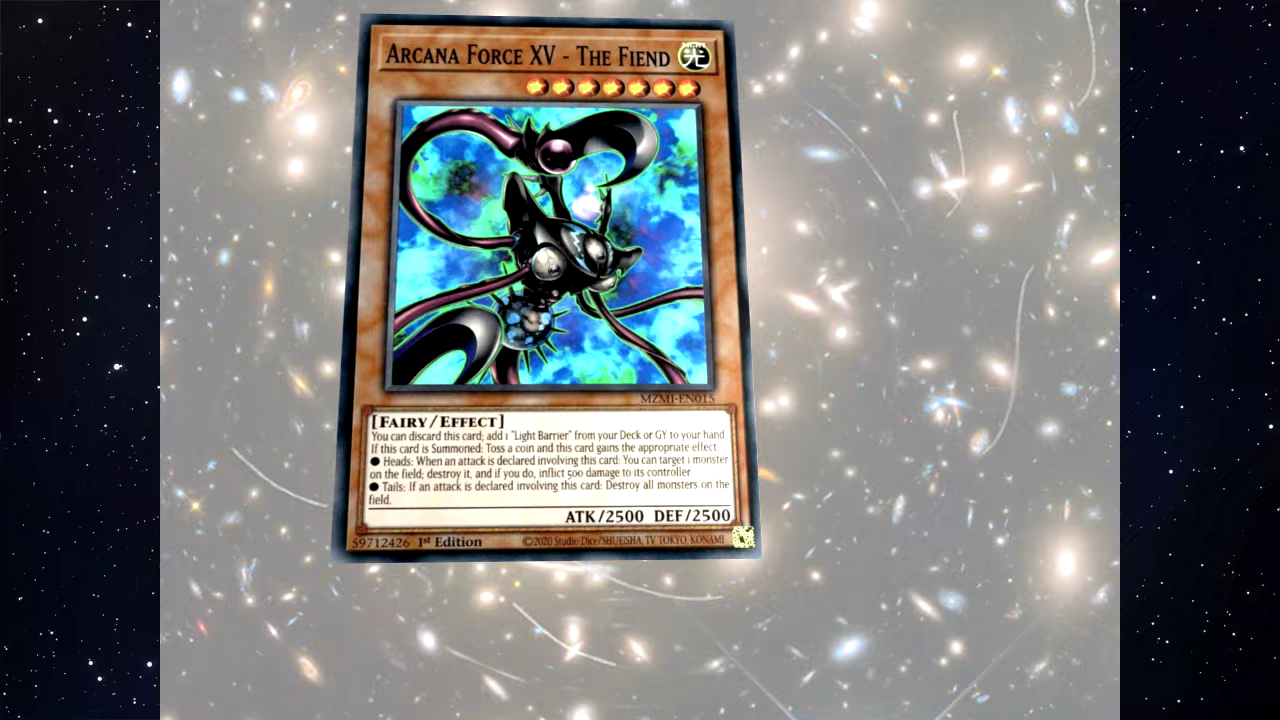 ARCANA FORCE XV - THE FIEND 光
MZMI-EN015
[FAIRY/EFFECT]
You can discard this card; add 1 "Light Barrier" from your Deck or GY to your hand
If this card is Summoned: Toss a coin and this card gains the appropriate effect
● Heads: When an attack is declared involving this card: You can target 1 monster
on the field; destroy it, and if you do, inflict 500 damage to its controller
● Tails: If an attack is declared involving this card: Destroy all monsters on the
field.
ATK/2500 DEF/2500
59712426 1st Edition ©2020 Studio Dice/SHUEISHA, TV TOKYO, KONAMI